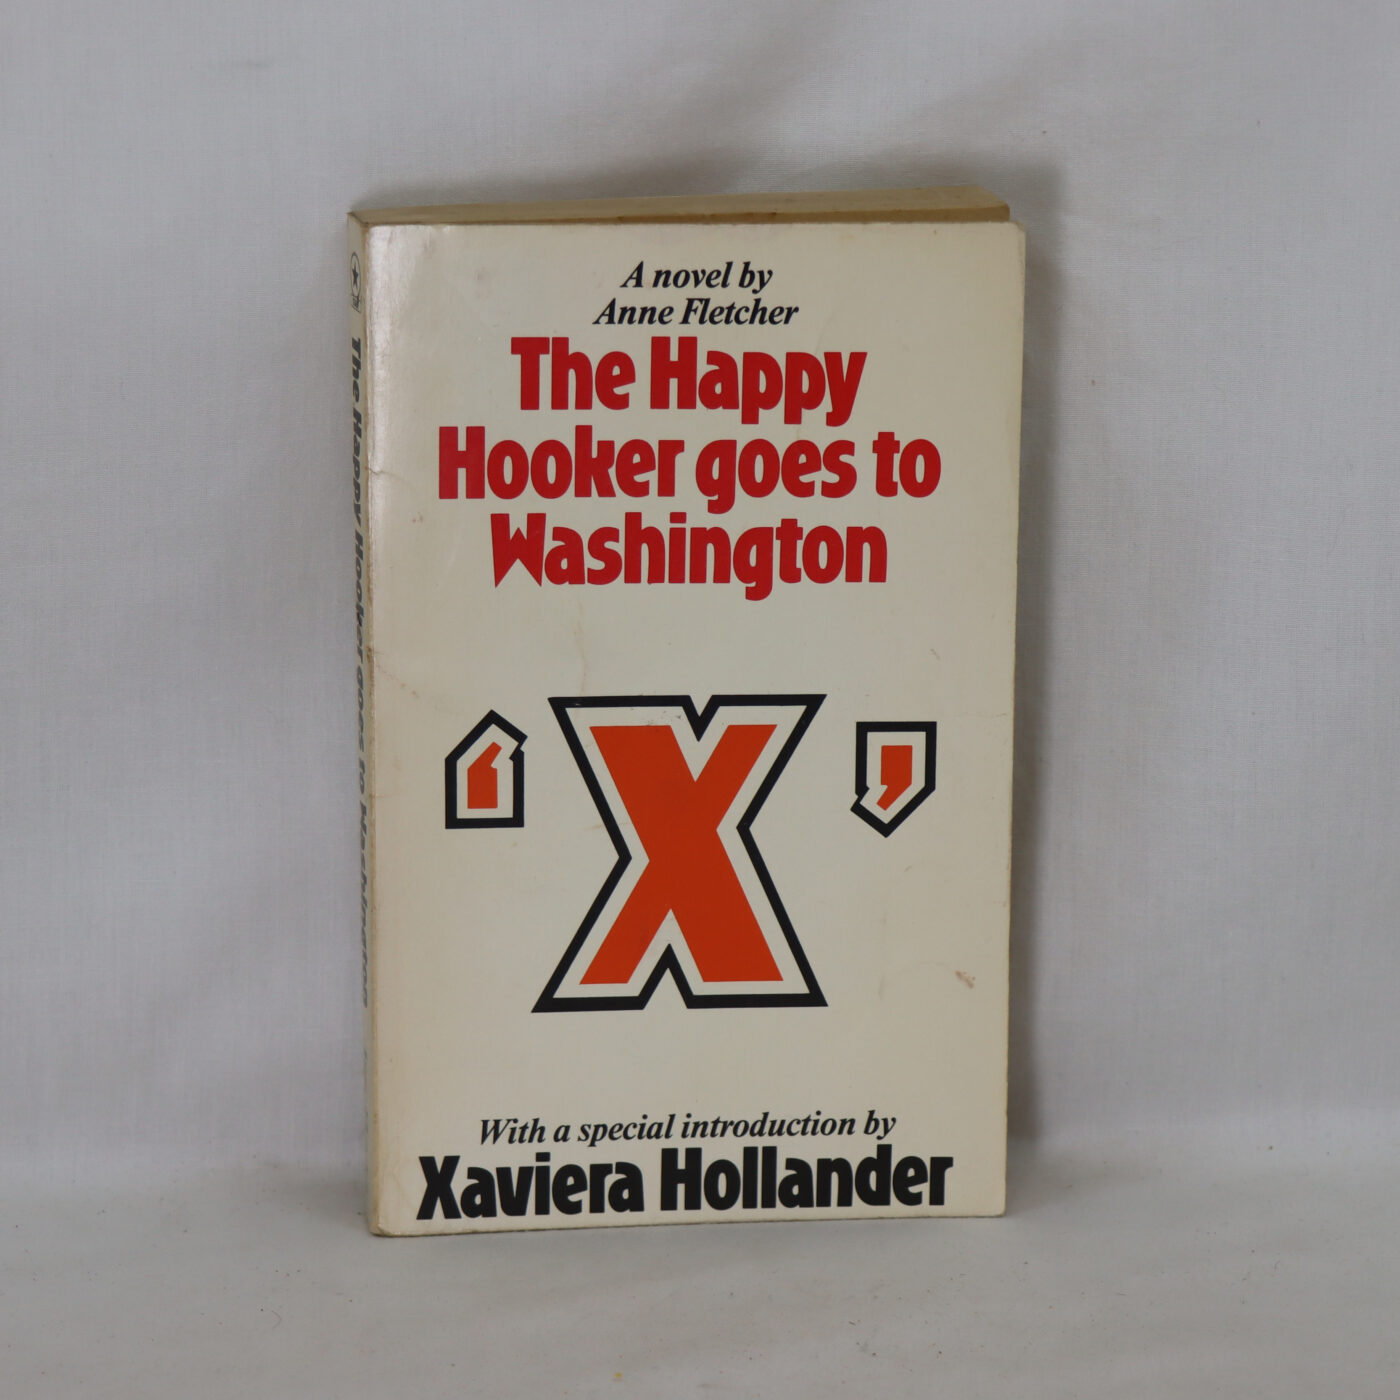 A novel by
Anne Fletcher
The Happy
Hooker goes to
Washington
‘X’
With a special introduction by
Xaviera Hollander
The Happy Hooker goes to Washington